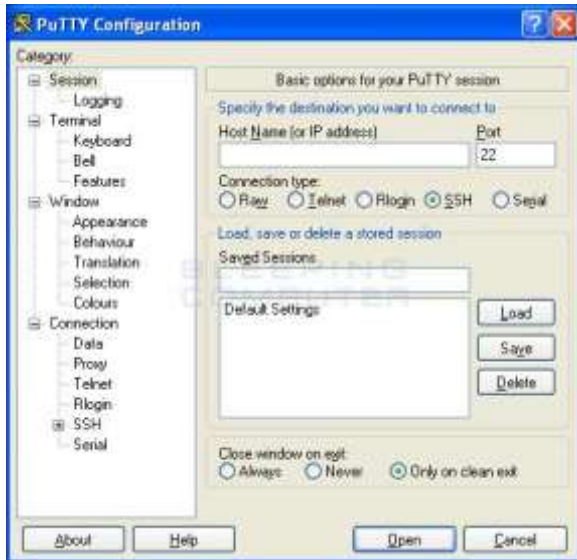 PuTTY Configuration
Category:
Session
Logging
Terminal
Keyboard
Bell
Features
Window
Appearance
Behaviour
Translation
Selection
Colours
Connection
Data
Proxy
Telnet
Rlogin
SSH
Serial
Basic options for your PuTTY session
Specify the destination you want to connect to
Host Name (or IP address) Port
22
Connection type:
Raw Telnet Rlogin SSH Serial
Load, save or delete a stored session
Saved Sessions
BLEEPING
COMPUTER
Default Settings
Load
Save
Delete
Close window on exit:
Always Never Only on clean exit
About Help Open Cancel